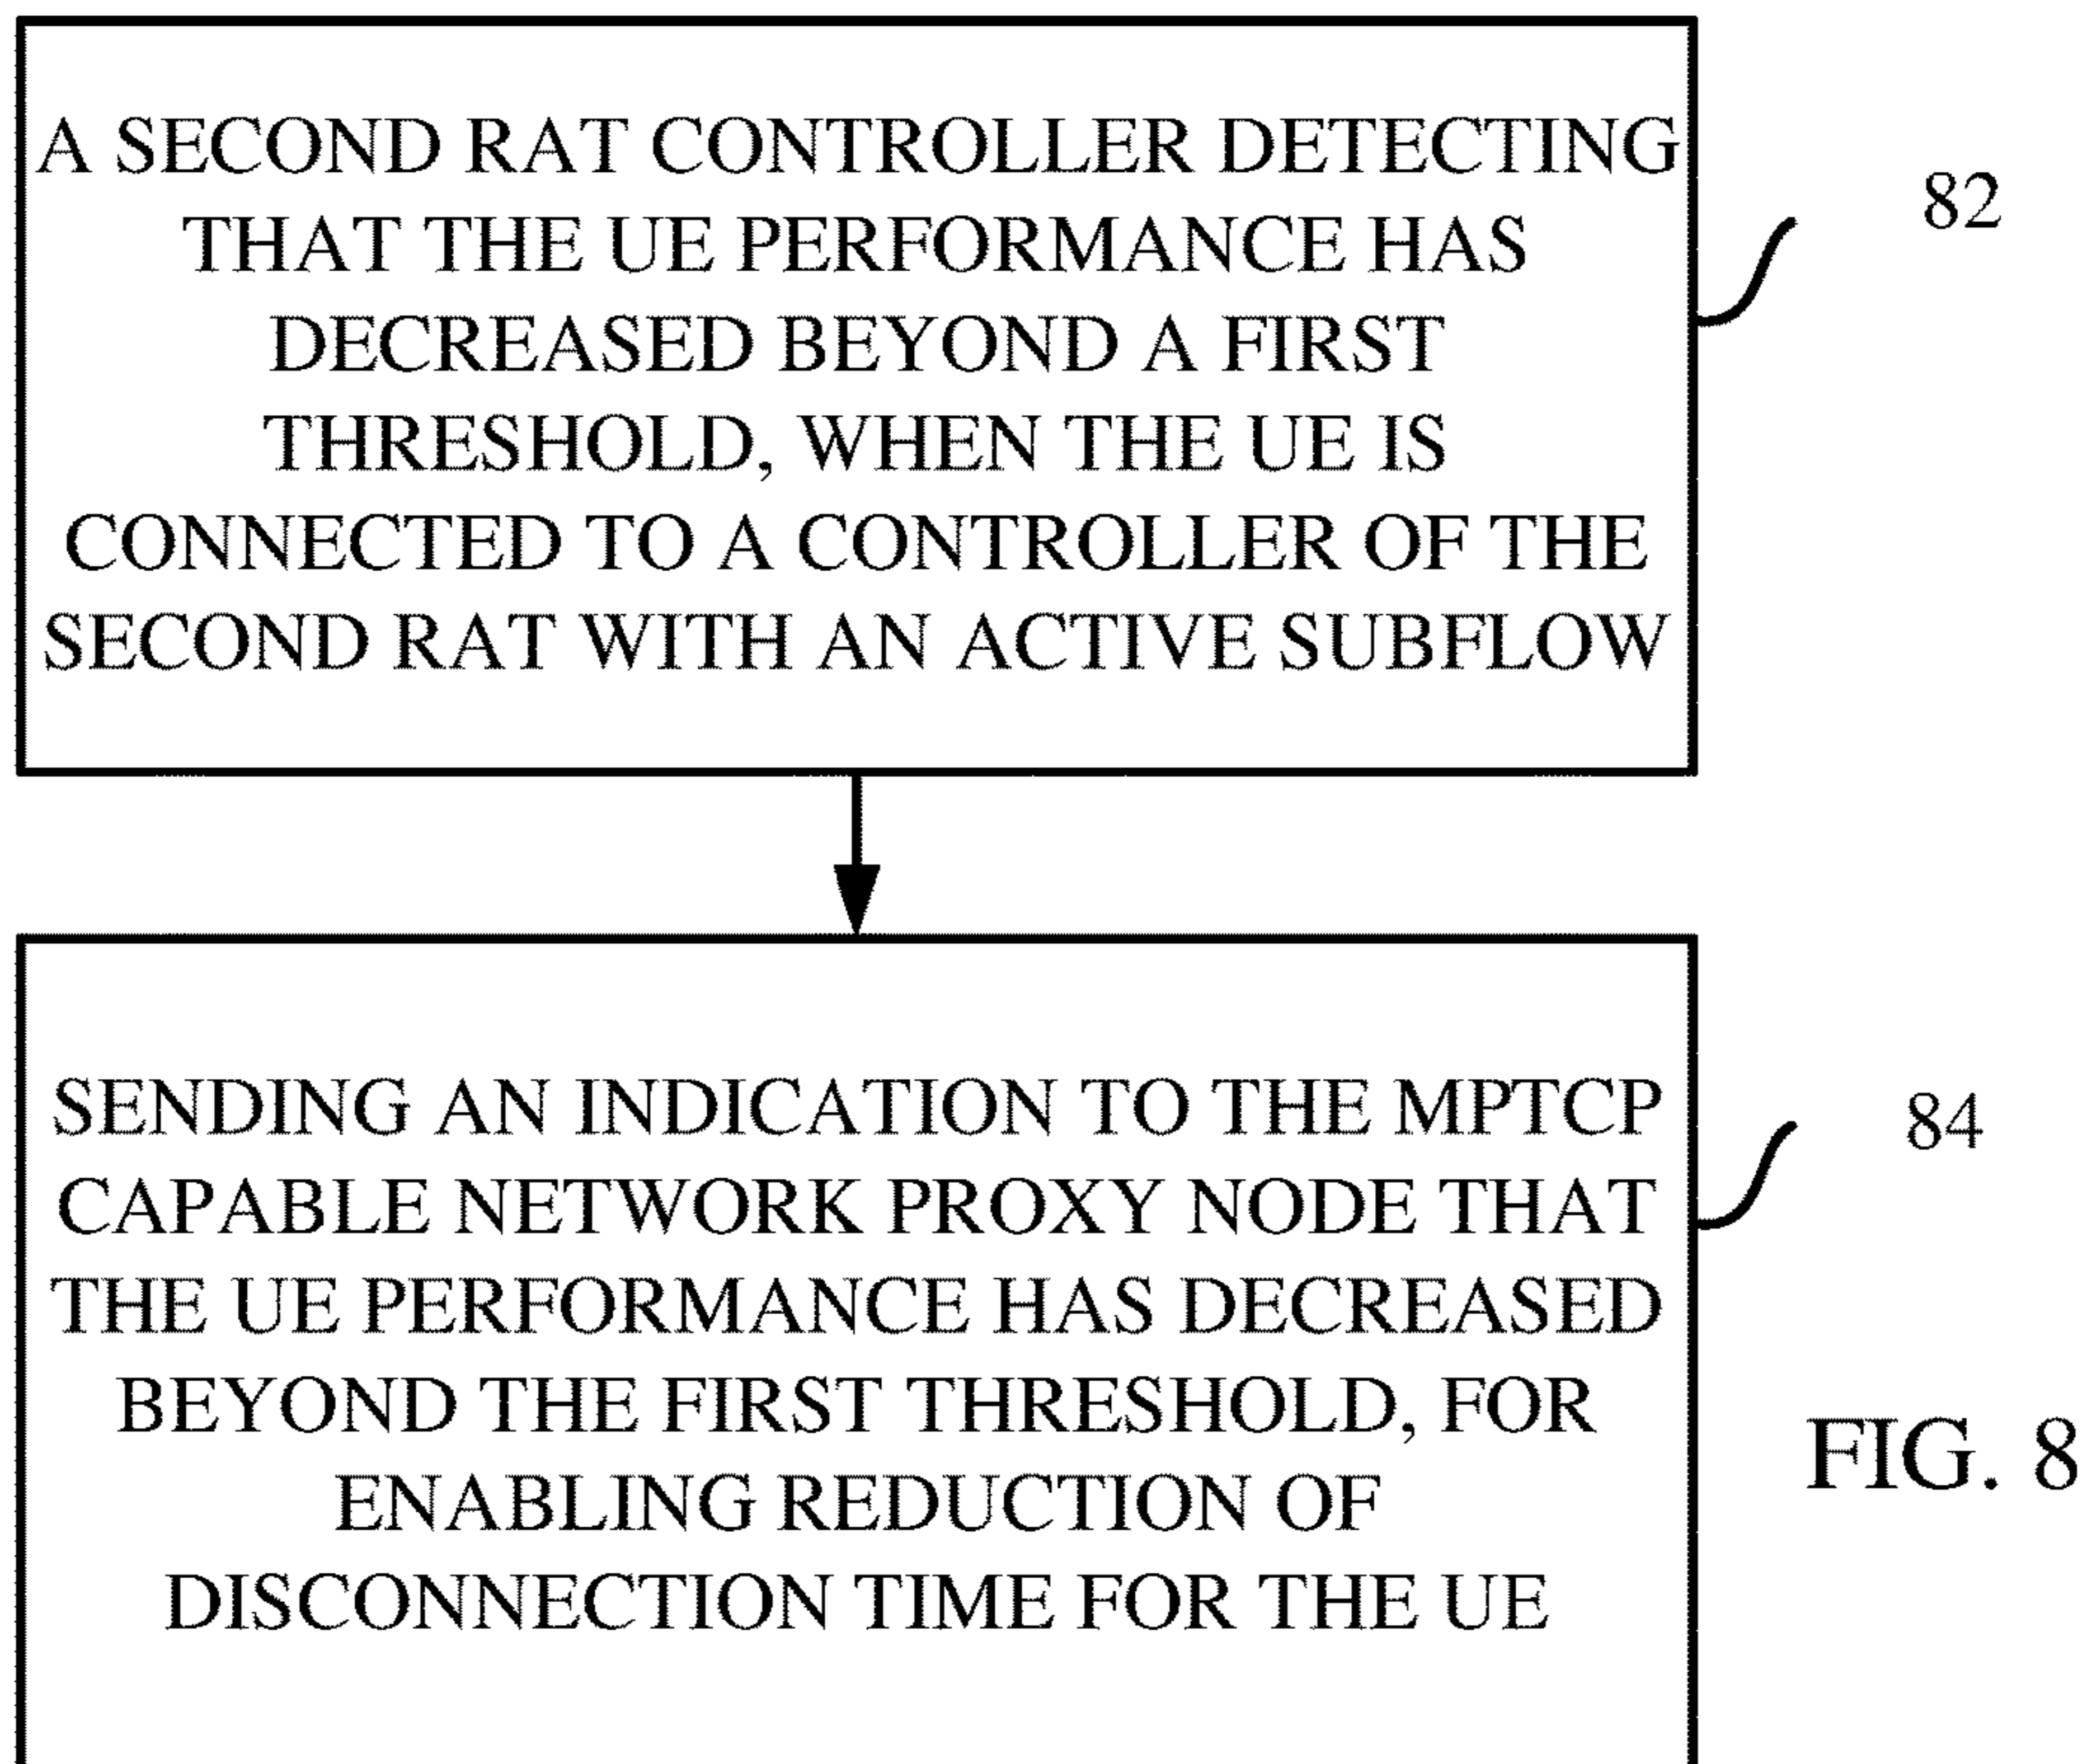 A SECOND RAT CONTROLLER DETECTING
THAT THE UE PERFORMANCE HAS
DECREASED BEYOND A FIRST
THRESHOLD, WHEN THE UE IS
CONNECTED TO A CONTROLLER OF THE
SECOND RAT WITH AN ACTIVE SUBFLOW
82
SENDING AN INDICATION TO THE MPTCP
CAPABLE NETWORK PROXY NODE THAT
THE UE PERFORMANCE HAS DECREASED
BEYOND THE FIRST THRESHOLD, FOR
ENABLING REDUCTION OF
DISCONNECTION TIME FOR THE UE
84
FIG. 8